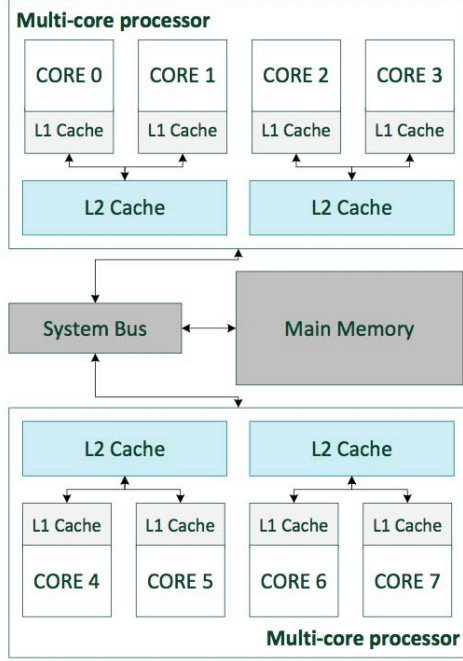 Multi-core processor
CORE 0
CORE 1
CORE 2
CORE 3
L1 Cache
L1 Cache
L1 Cache
L1 Cache
L2 Cache
L2 Cache
System Bus
Main Memory
L2 Cache
L2 Cache
L1 Cache
L1 Cache
L1 Cache
L1 Cache
CORE 4
CORE 5
CORE 6
CORE 7
Multi-core processor